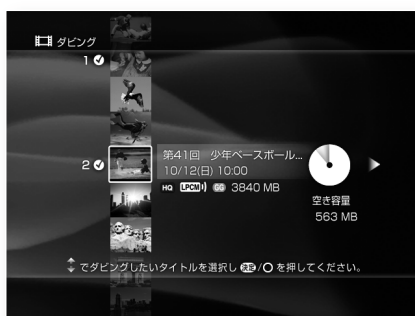 ダビング
1
2
第41回 少年ベースボール...
10/12(日) 10:00
HQ LPCM GG 3840 MB
空き容量
563 MB
でダビングしたいタイトルを選択し 決定/○ を押してください。